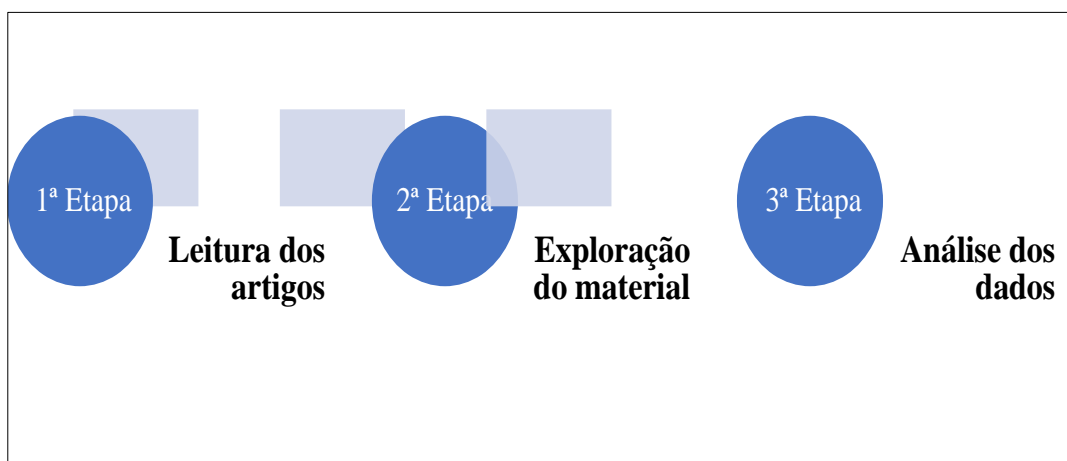 1ª Etapa
Leitura dos
artigos
2ª Etapa
Exploração
do material
3ª Etapa
Análise dos
dados